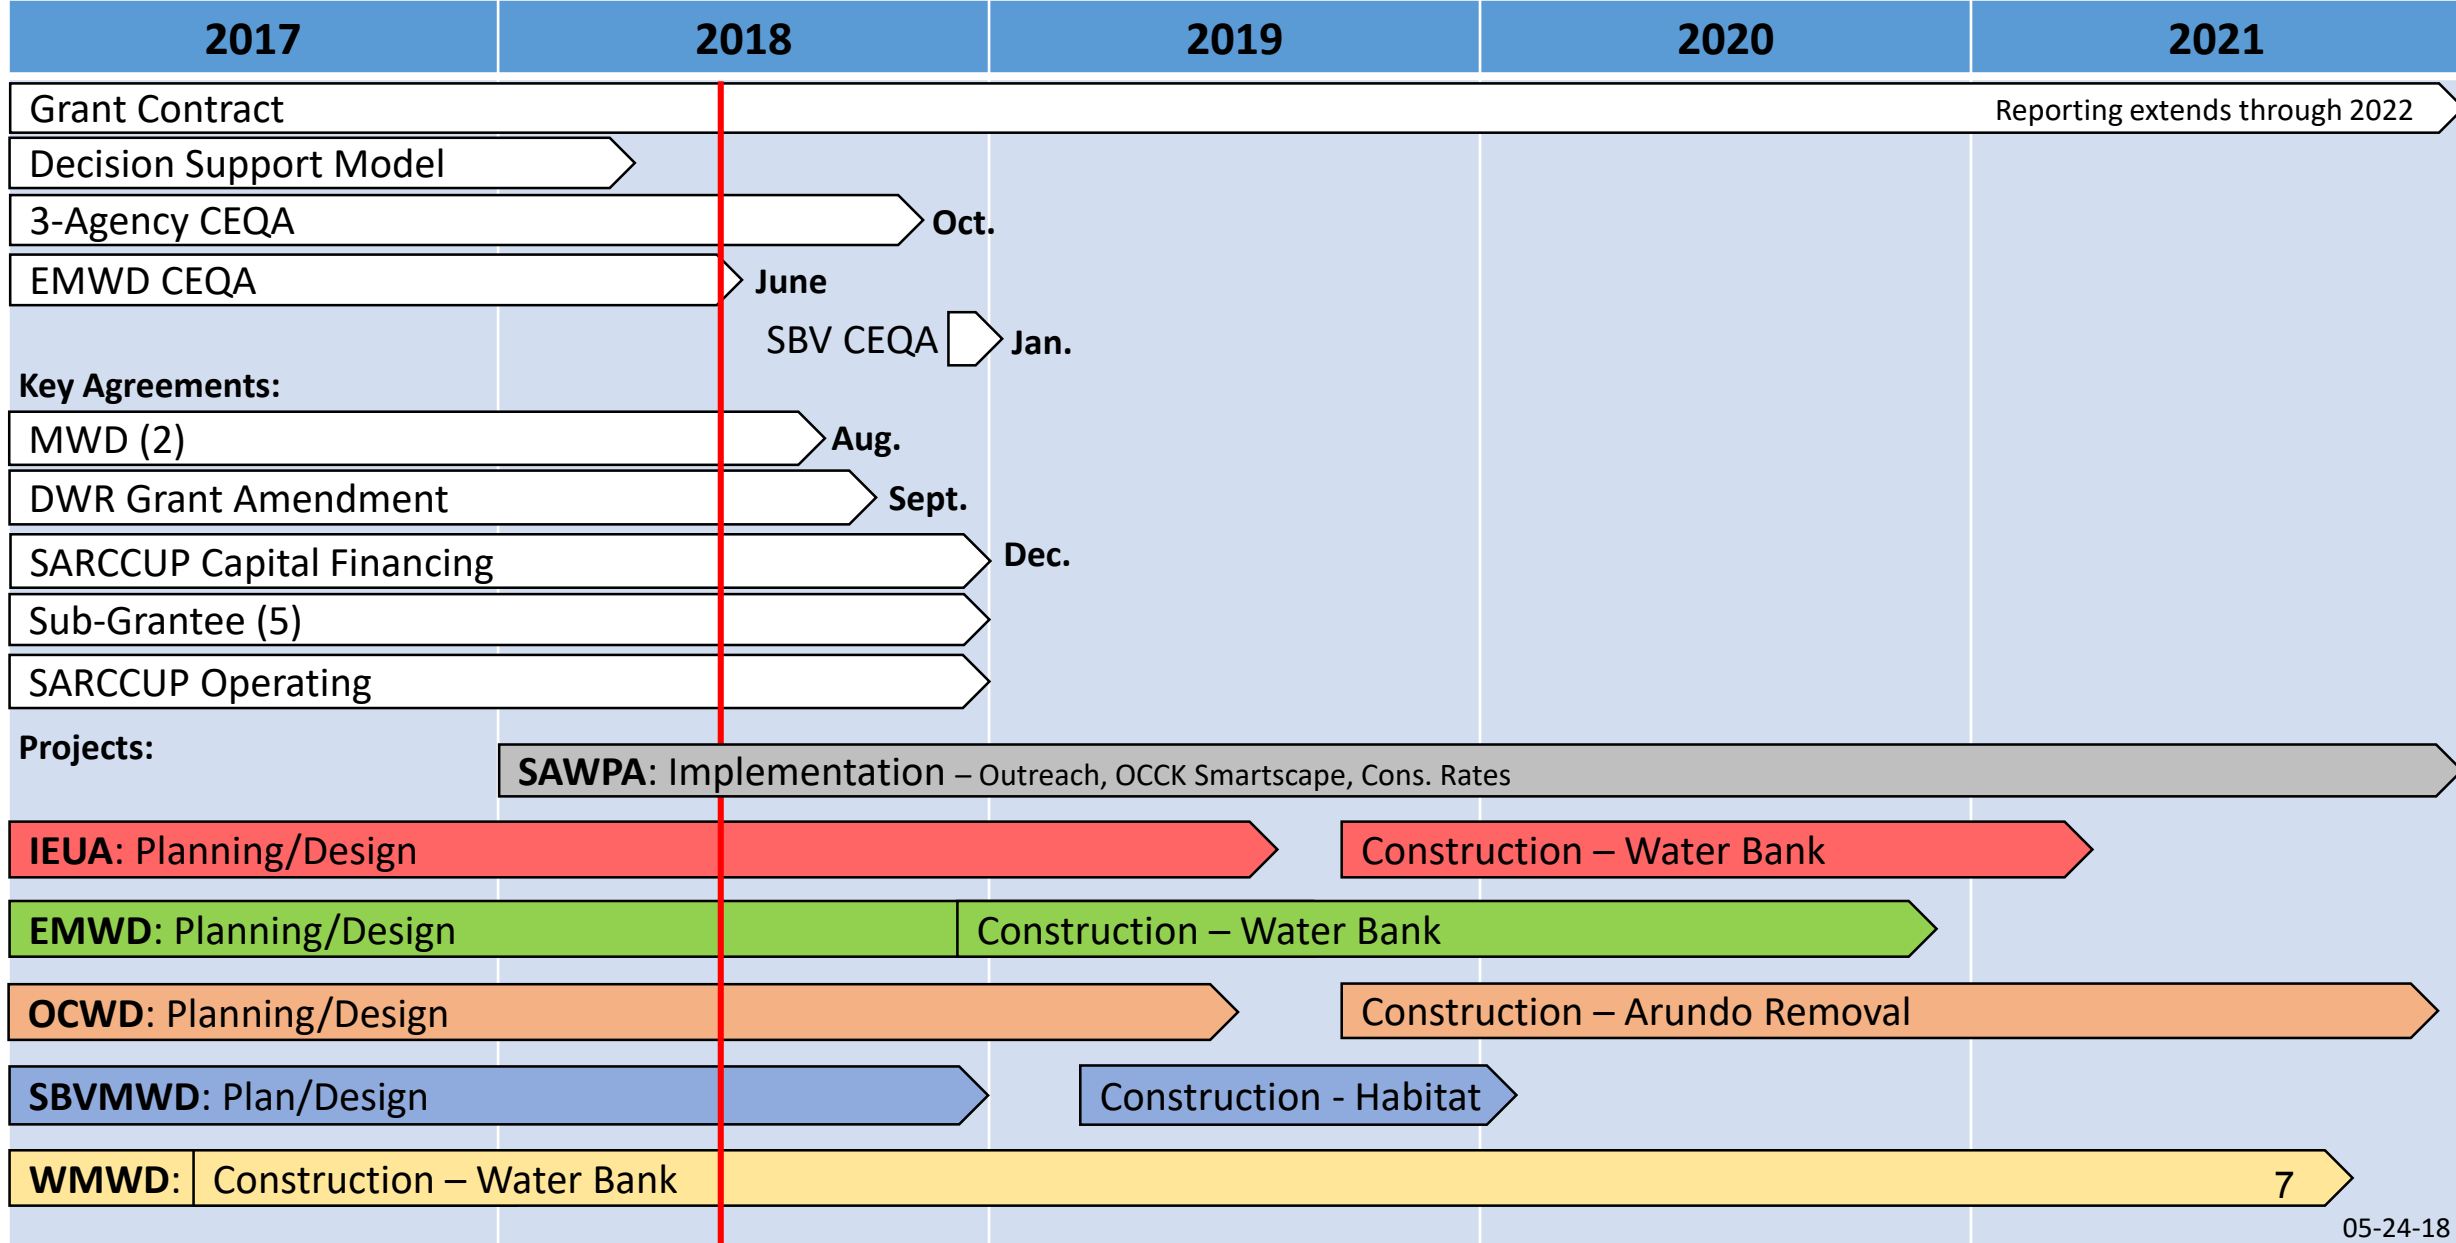 2017 2018 2019 2020 2021
Grant Contract Reporting extends through 2022
Decision Support Model
3-Agency CEQA Oct.
EMWD CEQA June
SBV CEQA Jan.
Key Agreements:
MWD (2) Aug.
DWR Grant Amendment Sept.
SARCCUP Capital Financing Dec.
Sub-Grantee (5)
SARCCUP Operating
Projects:
SAWPA: Implementation – Outreach, OCCK Smartscape, Cons. Rates
IEUA: Planning/Design Construction – Water Bank
EMWD: Planning/Design Construction – Water Bank
OCWD: Planning/Design Construction – Arundo Removal
SBVMWD: Plan/Design Construction - Habitat
WMWD: Construction – Water Bank 7
05-24-18